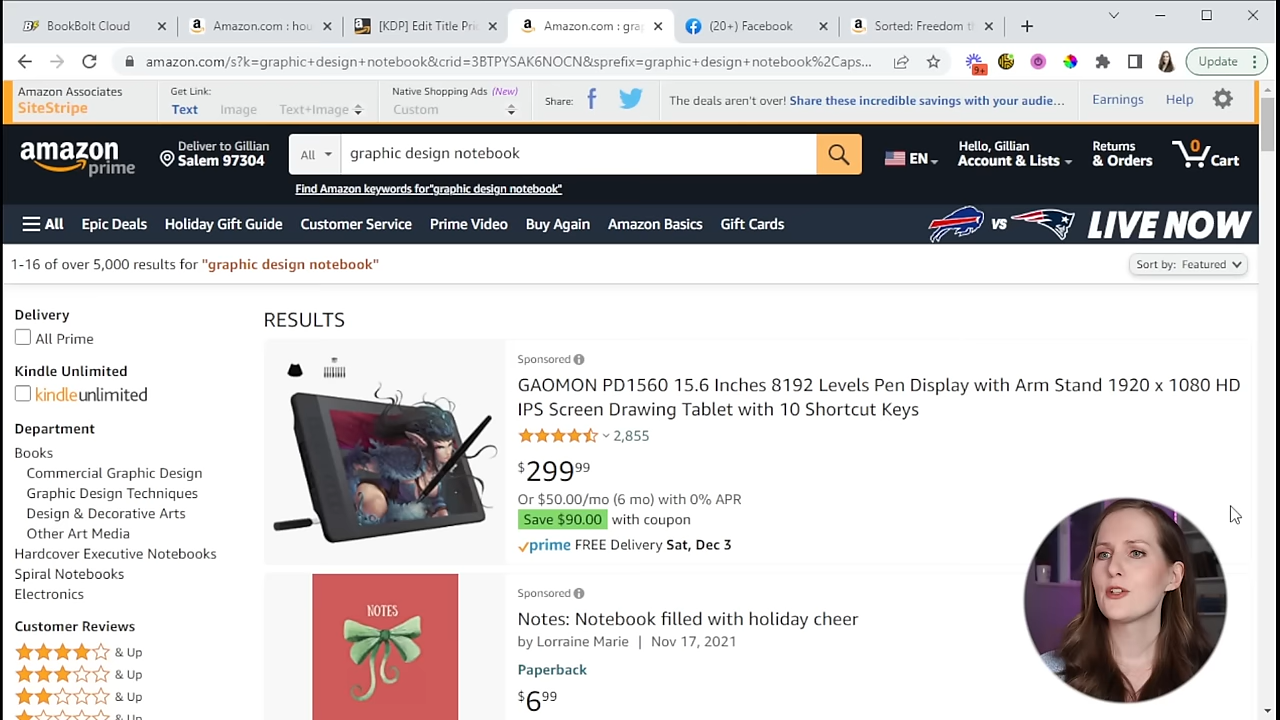 BookBolt Cloud
Amazon.com : hou
[KDP] Edit Title Pric
Amazon.com : gra
(20+) Facebook
Sorted: Freedom t
amazon.com/s?k=graphic+design+notebook&crid=3BTPYSAK6NOCN&sprefix=graphic+design+notebook%2Caps...
9+
Update
Amazon Associates
SiteStripe
Get Link:
Text
Image
Text+Image
Native Shopping Ads (New)
Custom
Share:
The deals aren't over! Share these incredible savings with your audie...
Earnings
Help
amazon
prime
Deliver to Gillian
Salem 97304
All
graphic design notebook
EN
Hello, Gillian
Account & Lists
Returns
& Orders
0
Cart
Find Amazon keywords for"graphic design notebook"
All
Epic Deals
Holiday Gift Guide
Customer Service
Prime Video
Buy Again
Amazon Basics
Gift Cards
VS
LIVE NOW
1-16 of over 5,000 results for "graphic design notebook"
Sort by: Featured
Delivery
All Prime
Kindle Unlimited
kindleunlimited
Department
Books
Commercial Graphic Design
Graphic Design Techniques
Design & Decorative Arts
Other Art Media
Hardcover Executive Notebooks
Spiral Notebooks
Electronics
Customer Reviews
& Up
& Up
& Up
& Up
RESULTS
Sponsored
GAOMON PD1560 15.6 Inches 8192 Levels Pen Display with Arm Stand 1920 x 1080 HD
IPS Screen Drawing Tablet with 10 Shortcut Keys
2,855
$299.99
Or $50.00/mo (6 mo) with 0% APR
Save $90.00 with coupon
prime FREE Delivery Sat, Dec 3
NOTES
Sponsored
Notes: Notebook filled with holiday cheer
by Lorraine Marie | Nov 17, 2021
Paperback
$6.99